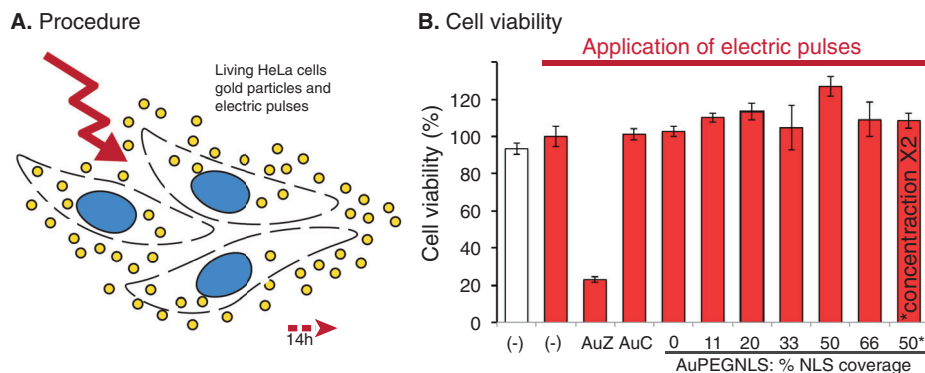 A. Procedure
Living HeLa cells
gold particles and
electric pulses
14h
B. Cell viability
Application of electric pulses
Cell viability (%)
120
100
80
60
40
20
0
*concentraction X2
(-) (-) AuZ AuC 0 11 20 33 50 66 50*
AuPEGNLS: % NLS coverage